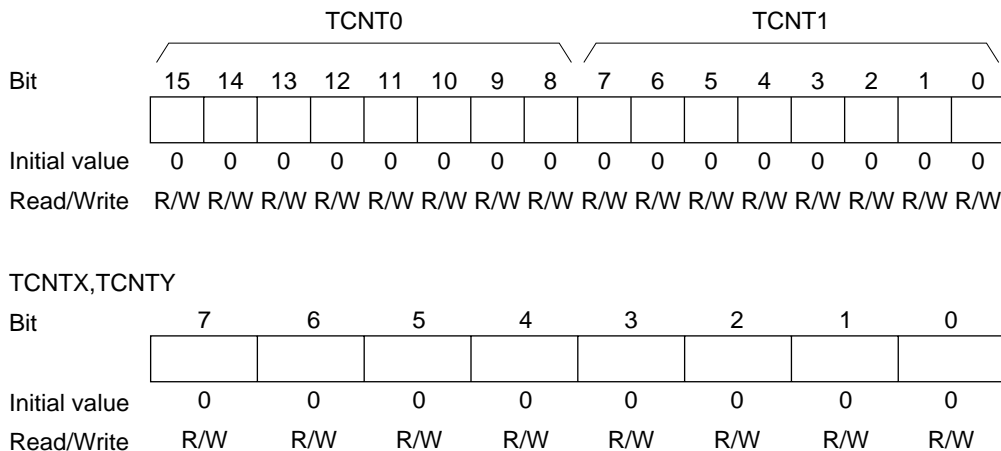 TCNT0 TCNT1
Bit 15 14 13 12 11 10 9 8 7 6 5 4 3 2 1 0
Initial value 0 0 0 0 0 0 0 0 0 0 0 0 0 0 0 0
Read/Write R/W R/W R/W R/W R/W R/W R/W R/W R/W R/W R/W R/W R/W R/W R/W R/W
TCNTX,TCNTY
Bit 7 6 5 4 3 2 1 0
Initial value 0 0 0 0 0 0 0 0
Read/Write R/W R/W R/W R/W R/W R/W R/W R/W